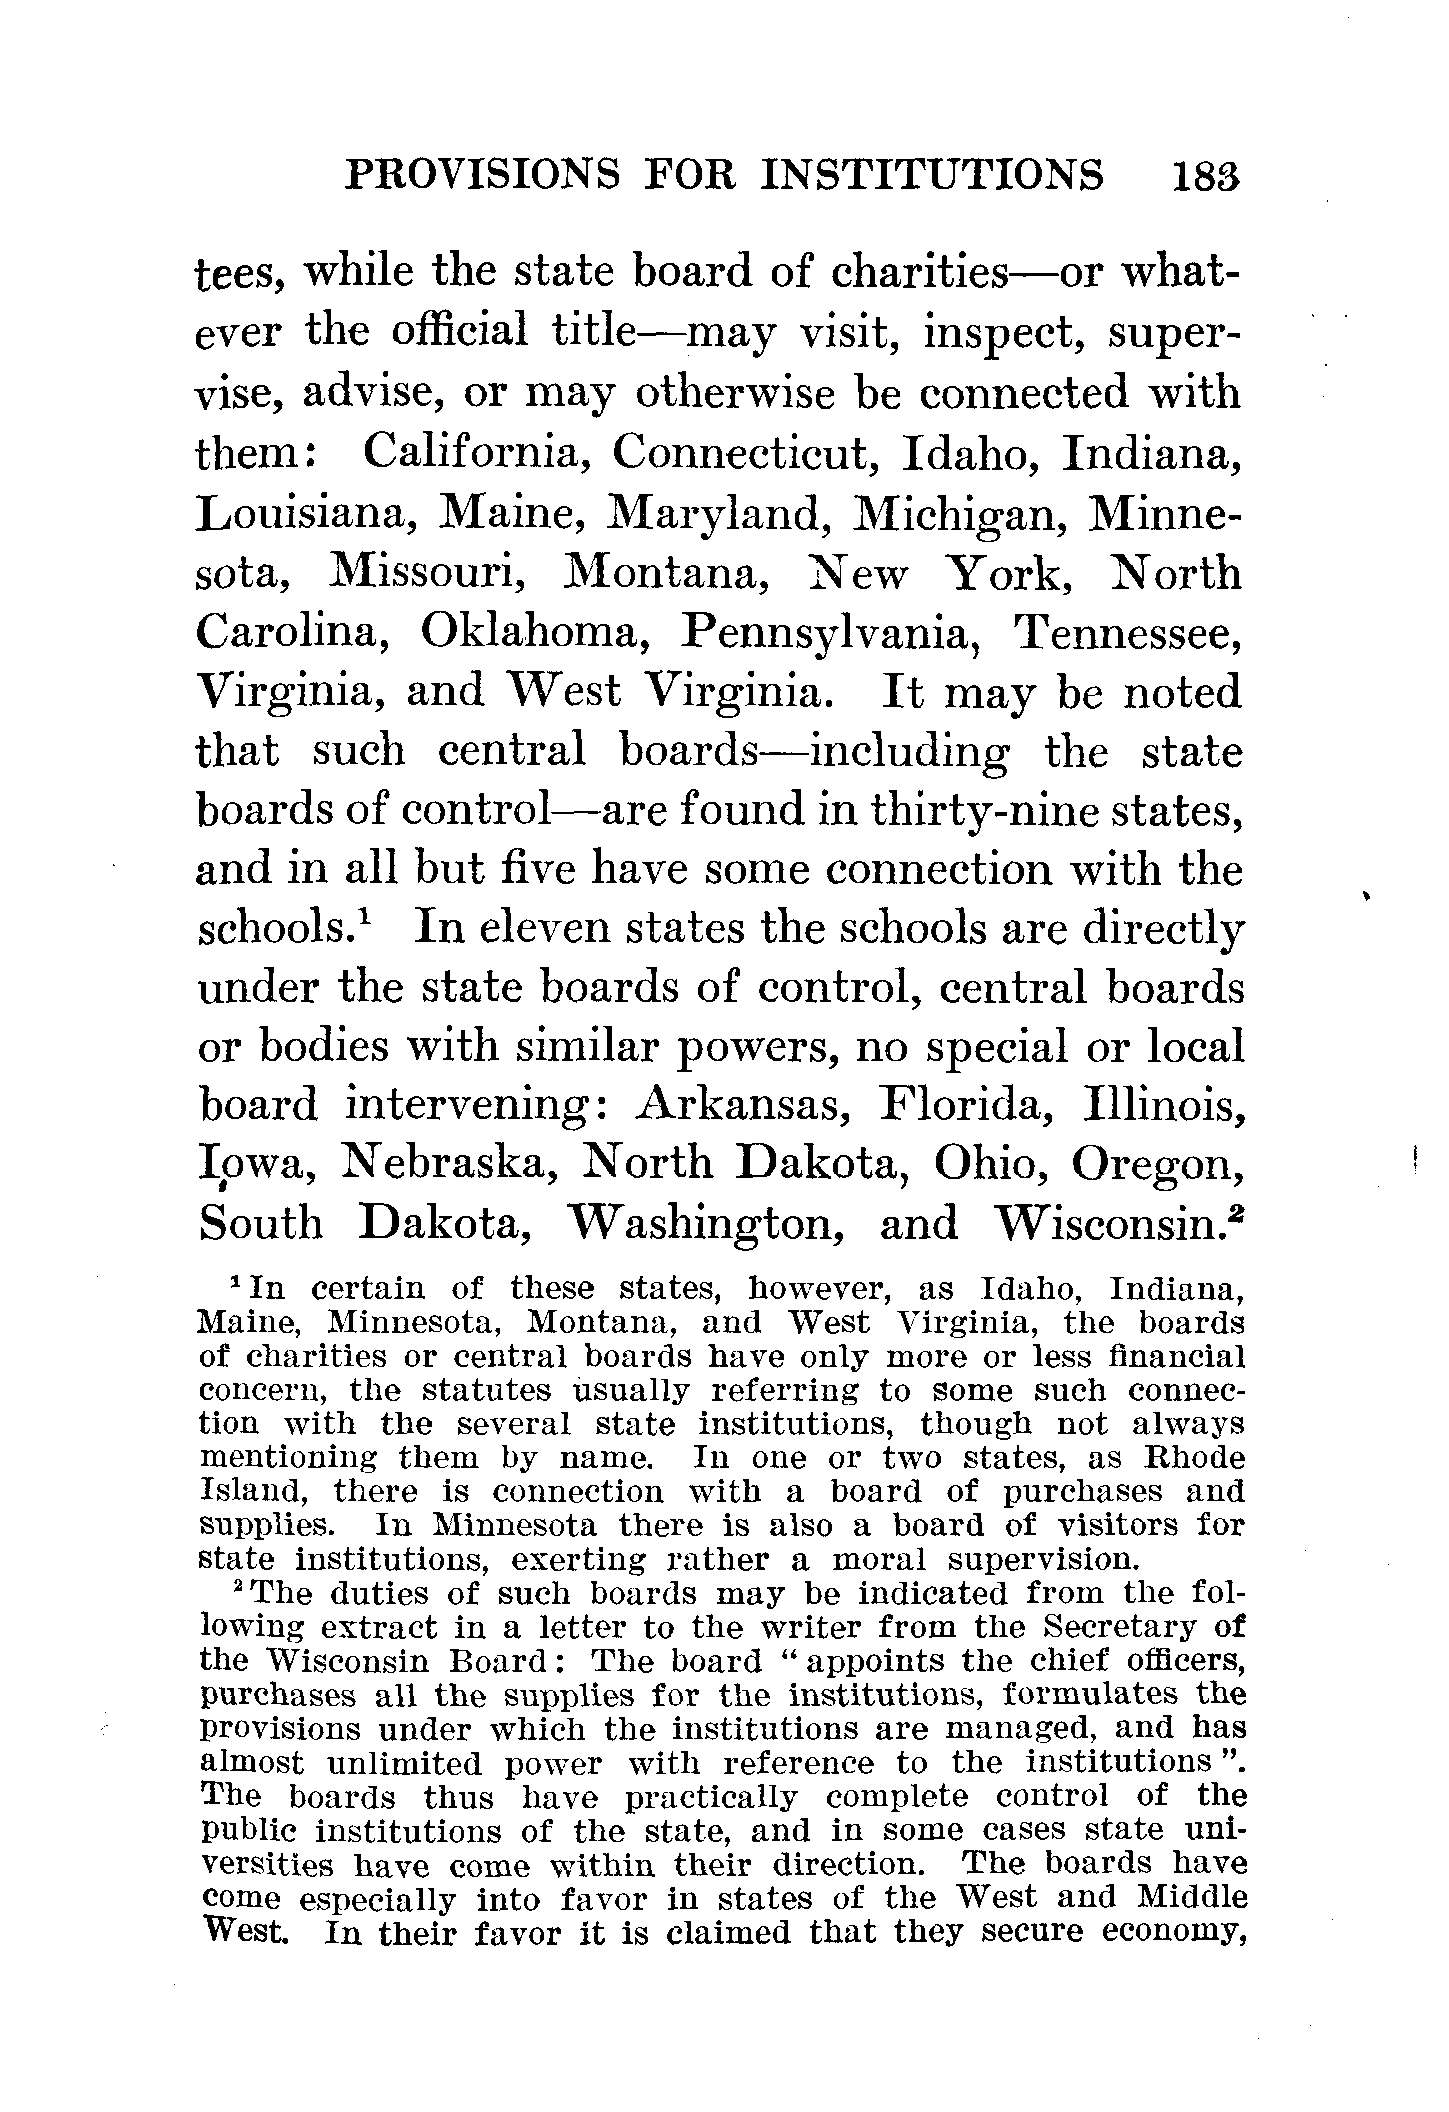 PROVISIONS FOR INSTITUTIONS 183
tees, while the state board of charities—or what-
ever the official title—may visit, inspect, super-
vise, advise, or may otherwise be connected with
them: California, Connecticut, Idaho, Indiana,
Louisiana, Maine, Maryland, Michigan, Minne-
sota, Missouri, Montana, New York, North
Carolina, Oklahoma, Pennsylvania, Tennessee,
Virginia, and West Virginia. It may be noted
that such central boards—including the state
boards of control—are found in thirty-nine states,
and in all but five have some connection with the
schools.¹ In eleven states the schools are directly
under the state boards of control, central boards
or bodies with similar powers, no special or local
board intervening: Arkansas, Florida, Illinois,
Iowa, Nebraska, North Dakota, Ohio, Oregon,
South Dakota, Washington, and Wisconsin.²
¹ In certain of these states, however, as Idaho, Indiana,
Maine, Minnesota, Montana, and West Virginia, the boards
of charities or central boards have only more or less financial
concern, the statutes usually referring to some such connec-
tion with the several state institutions, though not always
mentioning them by name. In one or two states, as Rhode
Island, there is connection with a board of purchases and
supplies. In Minnesota there is also a board of visitors for
state institutions, exerting rather a moral supervision.
² The duties of such boards may be indicated from the fol-
lowing extract in a letter to the writer from the Secretary of
the Wisconsin Board: The board “ appoints the chief officers,
purchases all the supplies for the institutions, formulates the
provisions under which the institutions are managed, and has
almost unlimited power with reference to the institutions ”.
The boards thus have practically complete control of the
public institutions of the state, and in some cases state uni-
versities have come within their direction. The boards have
come especially into favor in states of the West and Middle
West. In their favor it is claimed that they secure economy,